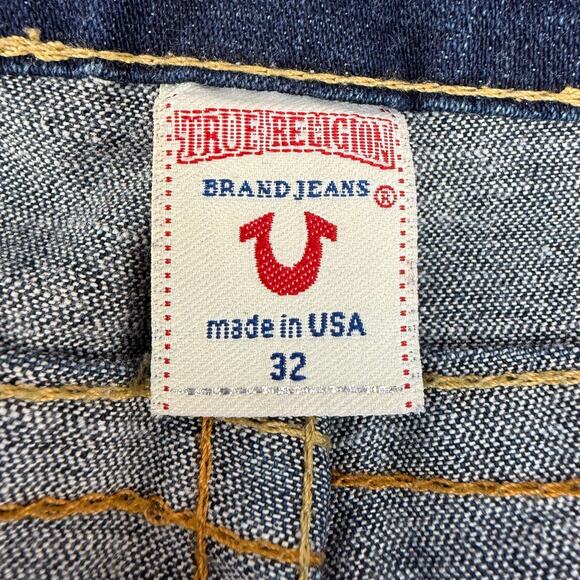 TRUE RELIGION
BRAND JEANS ®
made in USA
32